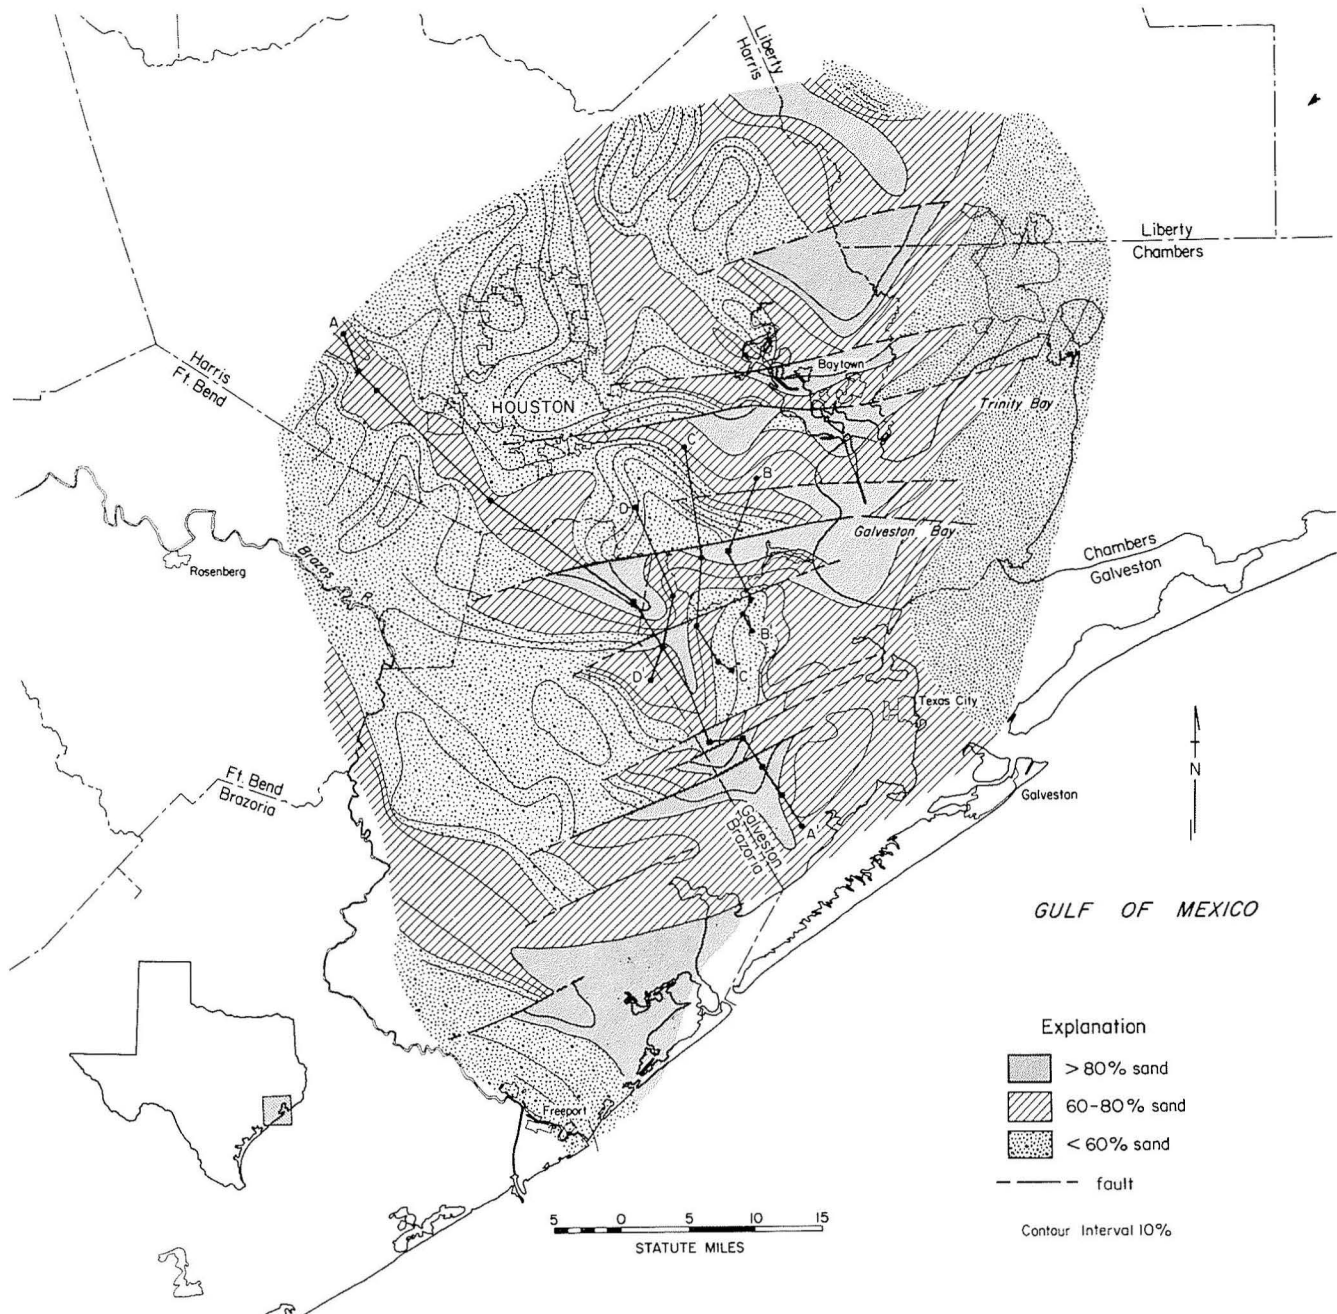 Liberty
Harris
Liberty
Chambers
A
Harris
Ft. Bend
Baytown
HOUSTON
Trinity Bay
C
B
D
Galveston Bay
Chambers
Galveston
Rosenberg
Brazos R.
B'
D
C
Texas City
N
Ft. Bend
Brazoria
Galveston
A'
Galveston
Brazoria
GULF OF MEXICO
Explanation
> 80% sand
60-80% sand
< 60% sand
fault
Contour Interval 10%
Freeport
5 0 5 10 15
STATUTE MILES